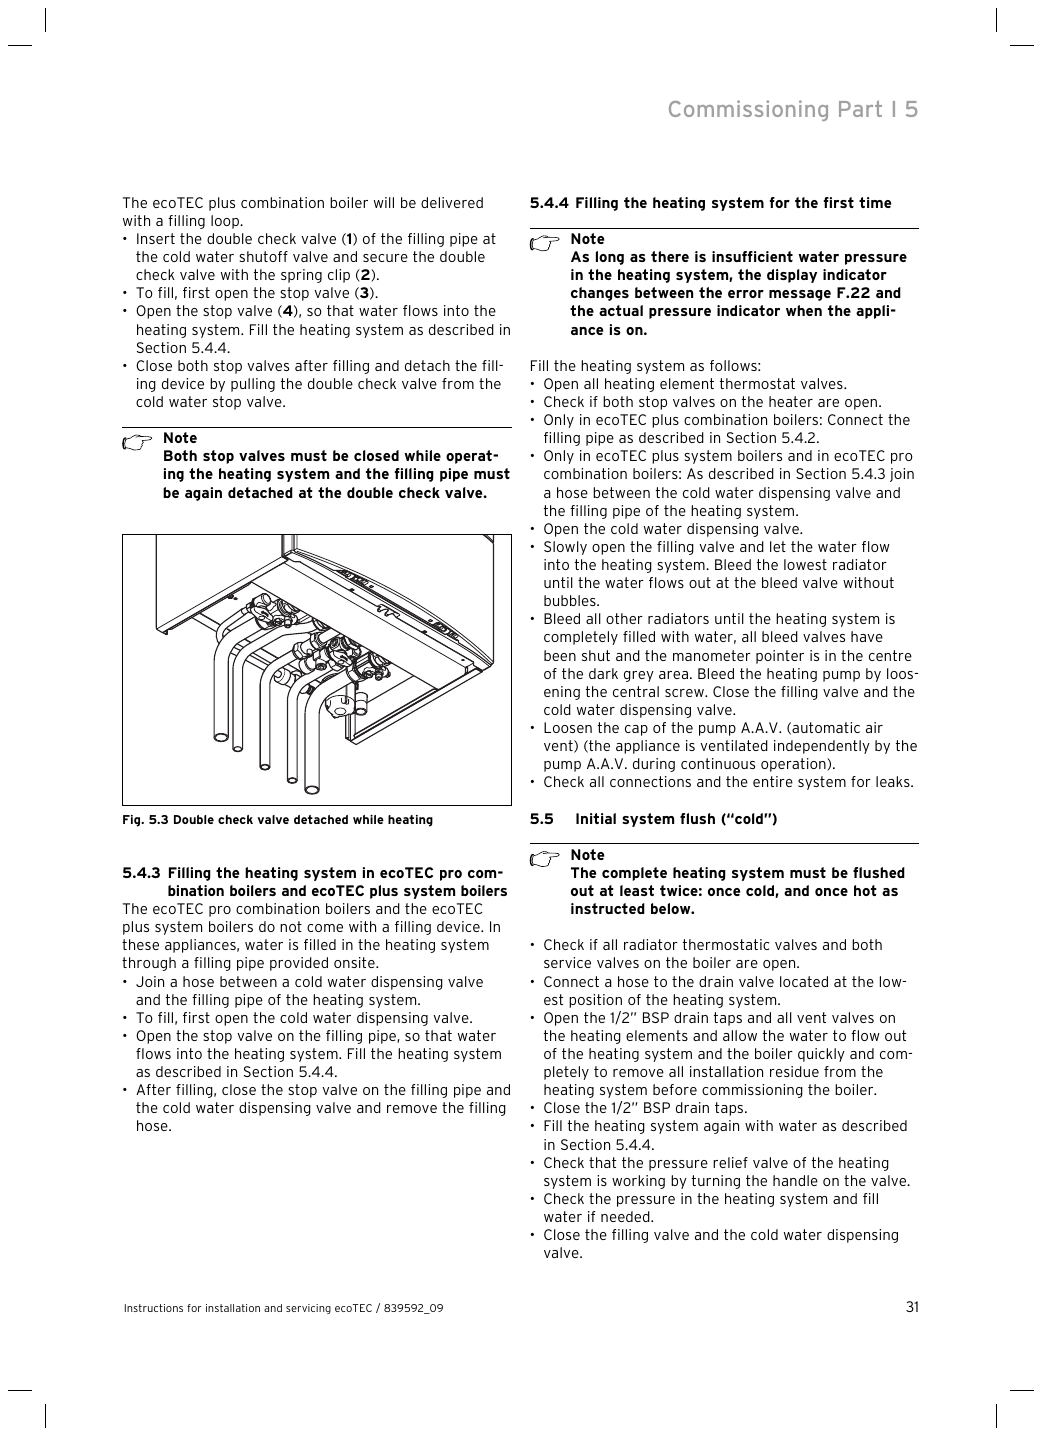 Commissioning Part I 5
The ecoTEC plus combination boiler will be delivered
with a filling loop.
• Insert the double check valve (1) of the filling pipe at
the cold water shutoff valve and secure the double
check valve with the spring clip (2).
• To fill, first open the stop valve (3).
• Open the stop valve (4), so that water flows into the
heating system. Fill the heating system as described in
Section 5.4.4.
• Close both stop valves after filling and detach the fill-
ing device by pulling the double check valve from the
cold water stop valve.
Note
Both stop valves must be closed while operat-
ing the heating system and the filling pipe must
be again detached at the double check valve.
Fig. 5.3 Double check valve detached while heating
5.4.3 Filling the heating system in ecoTEC pro com-
bination boilers and ecoTEC plus system boilers
The ecoTEC pro combination boilers and the ecoTEC
plus system boilers do not come with a filling device. In
these appliances, water is filled in the heating system
through a filling pipe provided onsite.
• Join a hose between a cold water dispensing valve
and the filling pipe of the heating system.
• To fill, first open the cold water dispensing valve.
• Open the stop valve on the filling pipe, so that water
flows into the heating system. Fill the heating system
as described in Section 5.4.4.
• After filling, close the stop valve on the filling pipe and
the cold water dispensing valve and remove the filling
hose.
5.4.4 Filling the heating system for the first time
Note
As long as there is insufficient water pressure
in the heating system, the display indicator
changes between the error message F.22 and
the actual pressure indicator when the appli-
ance is on.
Fill the heating system as follows:
• Open all heating element thermostat valves.
• Check if both stop valves on the heater are open.
• Only in ecoTEC plus combination boilers: Connect the
filling pipe as described in Section 5.4.2.
• Only in ecoTEC plus system boilers and in ecoTEC pro
combination boilers: As described in Section 5.4.3 join
a hose between the cold water dispensing valve and
the filling pipe of the heating system.
• Open the cold water dispensing valve.
• Slowly open the filling valve and let the water flow
into the heating system. Bleed the lowest radiator
until the water flows out at the bleed valve without
bubbles.
• Bleed all other radiators until the heating system is
completely filled with water, all bleed valves have
been shut and the manometer pointer is in the centre
of the dark grey area. Bleed the heating pump by loos-
ening the central screw. Close the filling valve and the
cold water dispensing valve.
• Loosen the cap of the pump A.A.V. (automatic air
vent) (the appliance is ventilated independently by the
pump A.A.V. during continuous operation).
• Check all connections and the entire system for leaks.
5.5 Initial system flush (“cold”)
Note
The complete heating system must be flushed
out at least twice: once cold, and once hot as
instructed below.
• Check if all radiator thermostatic valves and both
service valves on the boiler are open.
• Connect a hose to the drain valve located at the low-
est position of the heating system.
• Open the 1/2” BSP drain taps and all vent valves on
the heating elements and allow the water to flow out
of the heating system and the boiler quickly and com-
pletely to remove all installation residue from the
heating system before commissioning the boiler.
• Close the 1/2” BSP drain taps.
• Fill the heating system again with water as described
in Section 5.4.4.
• Check that the pressure relief valve of the heating
system is working by turning the handle on the valve.
• Check the pressure in the heating system and fill
water if needed.
• Close the filling valve and the cold water dispensing
valve.
Instructions for installation and servicing ecoTEC / 839592_09
31